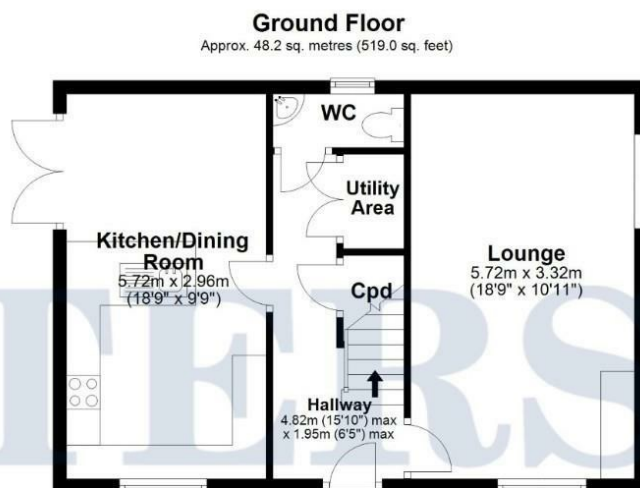 Ground Floor
Approx. 48.2 sq. metres (519.0 sq. feet)
WC
Utility
Area
Kitchen/Dining
Room
5.72m x 2.96m
(18'9" x 9'9")
Lounge
5.72m x 3.32m
(18'9" x 10'11")
Cpd
Hallway
4.82m (15'10") max
x 1.95m (6'5") max
TERS